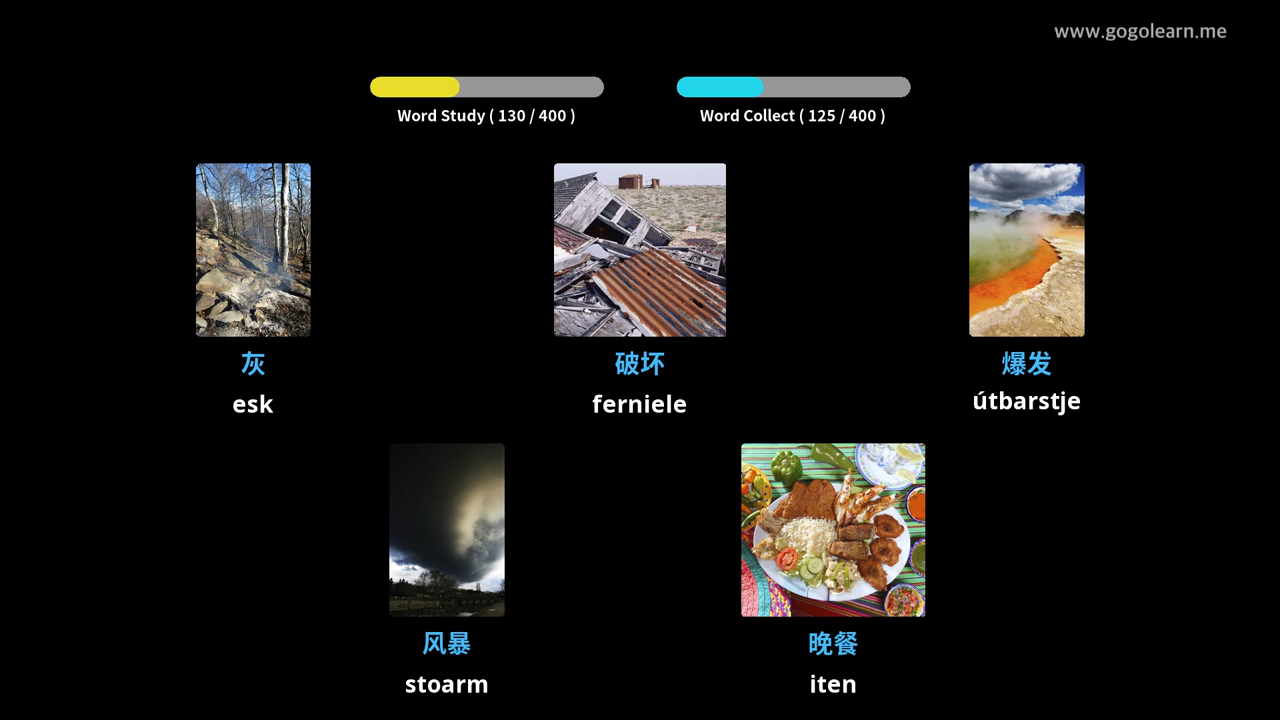 www.gogolearn.me
Word Study ( 130 / 400 )
Word Collect ( 125 / 400 )
灰
破坏
爆发
esk
ferniele
útbarstje
风暴
晚餐
stoarm
iten